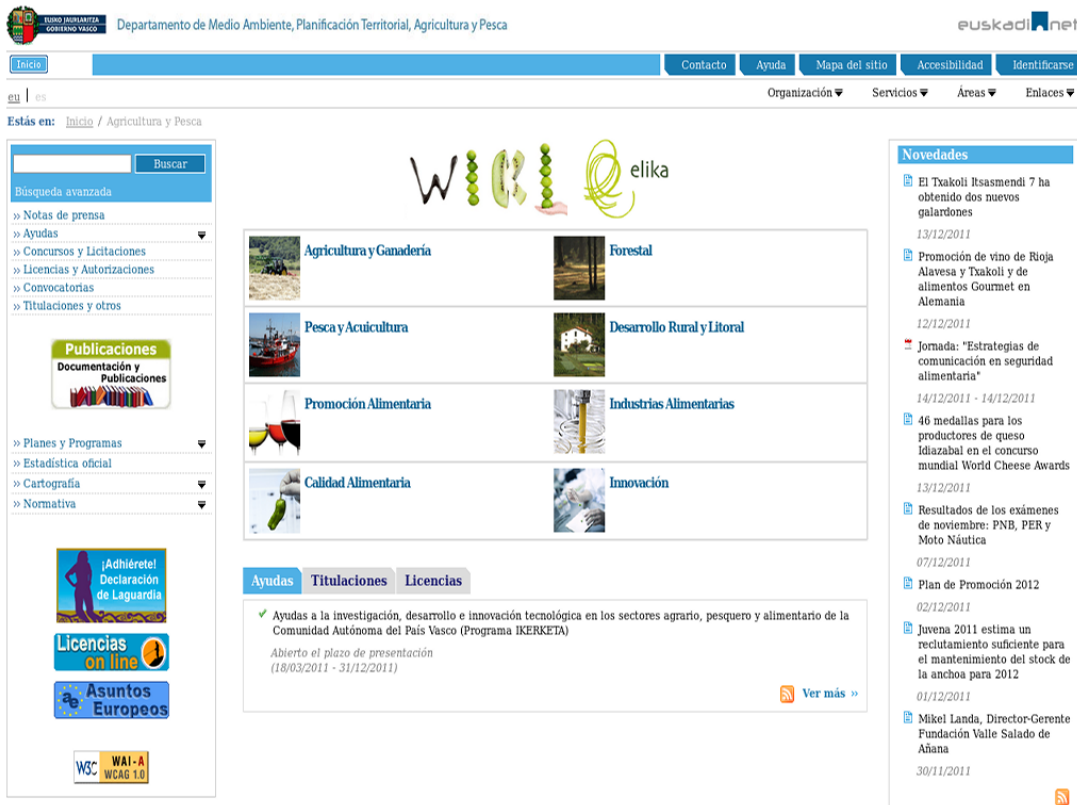 EUSKO JAURLARITZA
GOBIERNO VASCO
Departamento de Medio Ambiente, Planificación Territorial, Agricultura y Pesca
euskadi net
Inicio
Contacto
Ayuda
Mapa del sitio
Accesibilidad
Identificarse
eu | es
Organización
Servicios
Áreas
Enlaces
Estás en: Inicio / Agricultura y Pesca
Buscar
Búsqueda avanzada
» Notas de prensa
» Ayudas
» Concursos y Licitaciones
» Licencias y Autorizaciones
» Convocatorias
» Titulaciones y otros
Publicaciones
Documentación y
Publicaciones
» Planes y Programas
» Estadística oficial
» Cartografía
» Normativa
¡Adhiérete!
Declaración
de Laguardia
Licencias
on line
ae Asuntos
Europeos
W3C WAI-A
WCAG 1.0
WIKI elika
Agricultura y Ganadería
Forestal
Pesca y Acuicultura
Desarrollo Rural y Litoral
Promoción Alimentaria
Industrias Alimentarias
Calidad Alimentaria
Innovación
Ayudas
Titulaciones
Licencias
Ayudas a la investigación, desarrollo e innovación tecnológica en los sectores agrario, pesquero y alimentario de la
Comunidad Autónoma del País Vasco (Programa IKERKETA)
Abierto el plazo de presentación
(18/03/2011 - 31/12/2011)
Ver más »
Novedades
El Txakoli Itsasmendi 7 ha
obtenido dos nuevos
galardones
13/12/2011
Promoción de vino de Rioja
Alavesa y Txakoli y de
alimentos Gourmet en
Alemania
12/12/2011
Jornada: "Estrategias de
comunicación en seguridad
alimentaria"
14/12/2011 - 14/12/2011
46 medallas para los
productores de queso
Idiazabal en el concurso
mundial World Cheese Awards
13/12/2011
Resultados de los exámenes
de noviembre: PNB, PER y
Moto Náutica
07/12/2011
Plan de Promoción 2012
02/12/2011
Juvena 2011 estima un
reclutamiento suficiente para
el mantenimiento del stock de
la anchoa para 2012
01/12/2011
Mikel Landa, Director-Gerente
Fundación Valle Salado de
Añana
30/11/2011